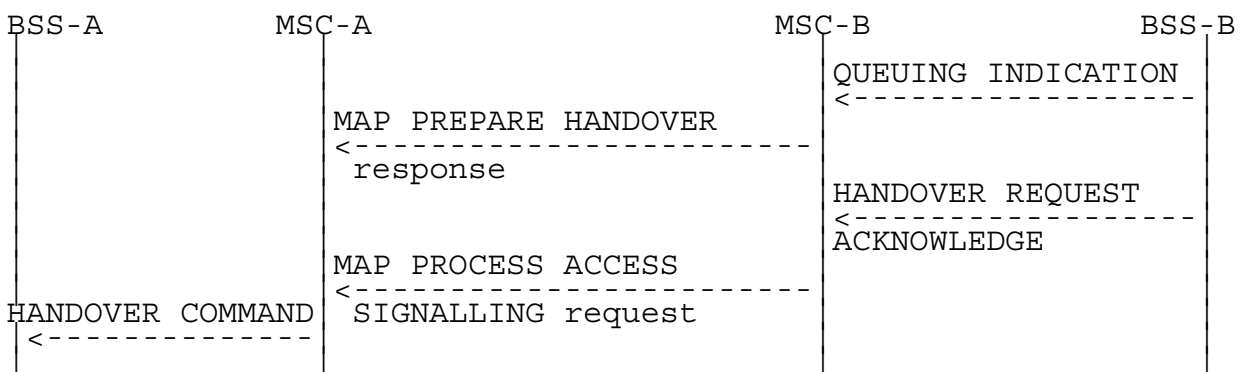 BSS-A MSC-A MSC-B BSS-B
QUEUING INDICATION
MAP PREPARE HANDOVER
response
HANDOVER REQUEST
ACKNOWLEDGE
MAP PROCESS ACCESS
HANDOVER COMMAND SIGNALLING request